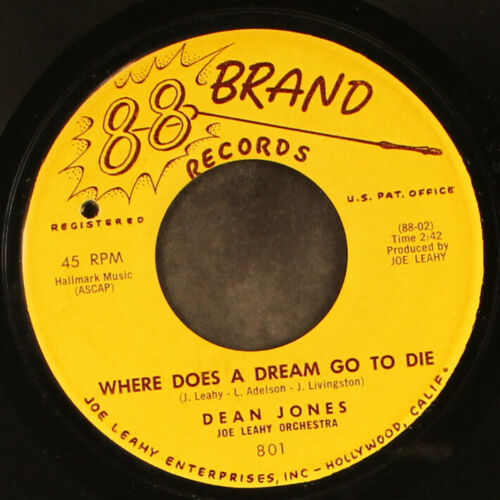 88 BRAND
RECORDS
REGISTERED
U.S. PAT. OFFICE
45 RPM
Hallmark Music
(ASCAP)
(88-02)
Time 2:42
Produced by
JOE LEAHY
WHERE DOES A DREAM GO TO DIE
(J. Leahy - L. Adelson - J. Livingston)
DEAN JONES
JOE LEAHY ORCHESTRA
801
JOE LEAHY ENTERPRISES, INC - HOLLYWOOD, CALIF.